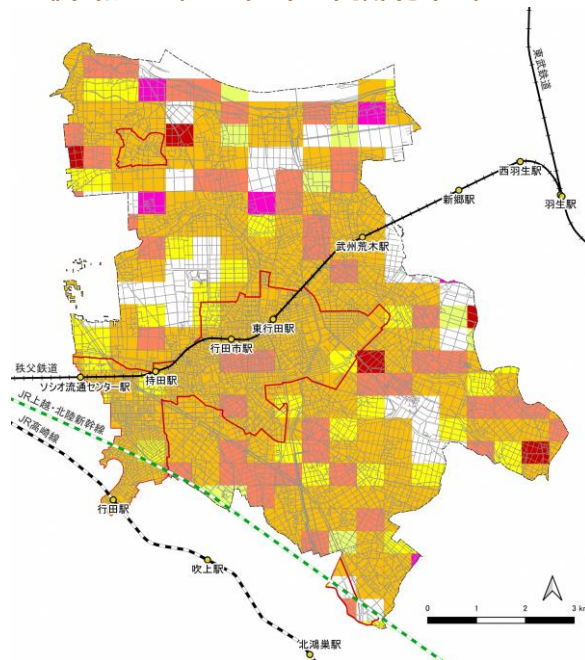 東武鉄道
西羽生駅
新郷駅
羽生駅
武州荒木駅
東行田駅
行田市駅
秩父鉄道
持田駅
ソシオ流通センター駅
JR上越・北陸新幹線
JR高崎線
行田駅
吹上駅
北鴻巣駅
0 1 2 3 km